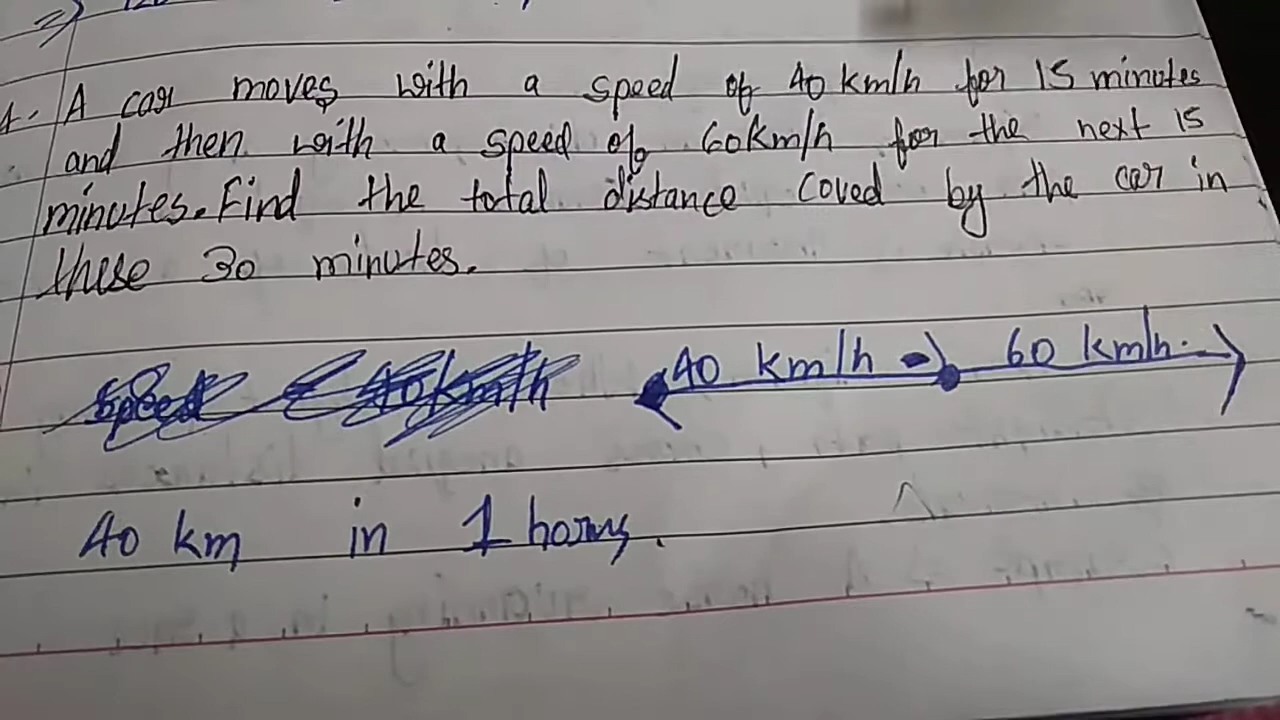 4. A car moves with a speed of 40 km/h for 15 minutes
and then with a speed of 60km/h for the next 15
minutes. Find the total distance coved by the car in
these 30 minutes.
40 km/h 60 km/h.
40 km in 1 hours.